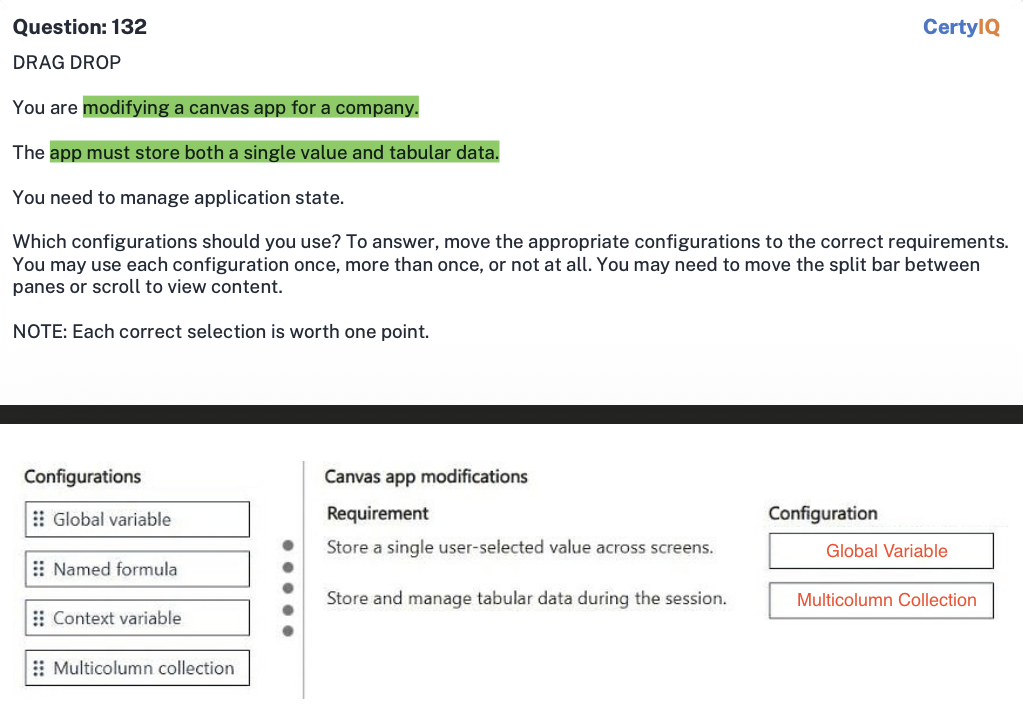 Question: 132
CertyIQ
DRAG DROP
You are modifying a canvas app for a company.
The app must store both a single value and tabular data.
You need to manage application state.
Which configurations should you use? To answer, move the appropriate configurations to the correct requirements.
You may use each configuration once, more than once, or not at all. You may need to move the split bar between
panes or scroll to view content.
NOTE: Each correct selection is worth one point.
Configurations
Global variable
Named formula
Context variable
Multicolumn collection
Canvas app modifications
Requirement
Configuration
Store a single user-selected value across screens.
Global Variable
Store and manage tabular data during the session.
Multicolumn Collection